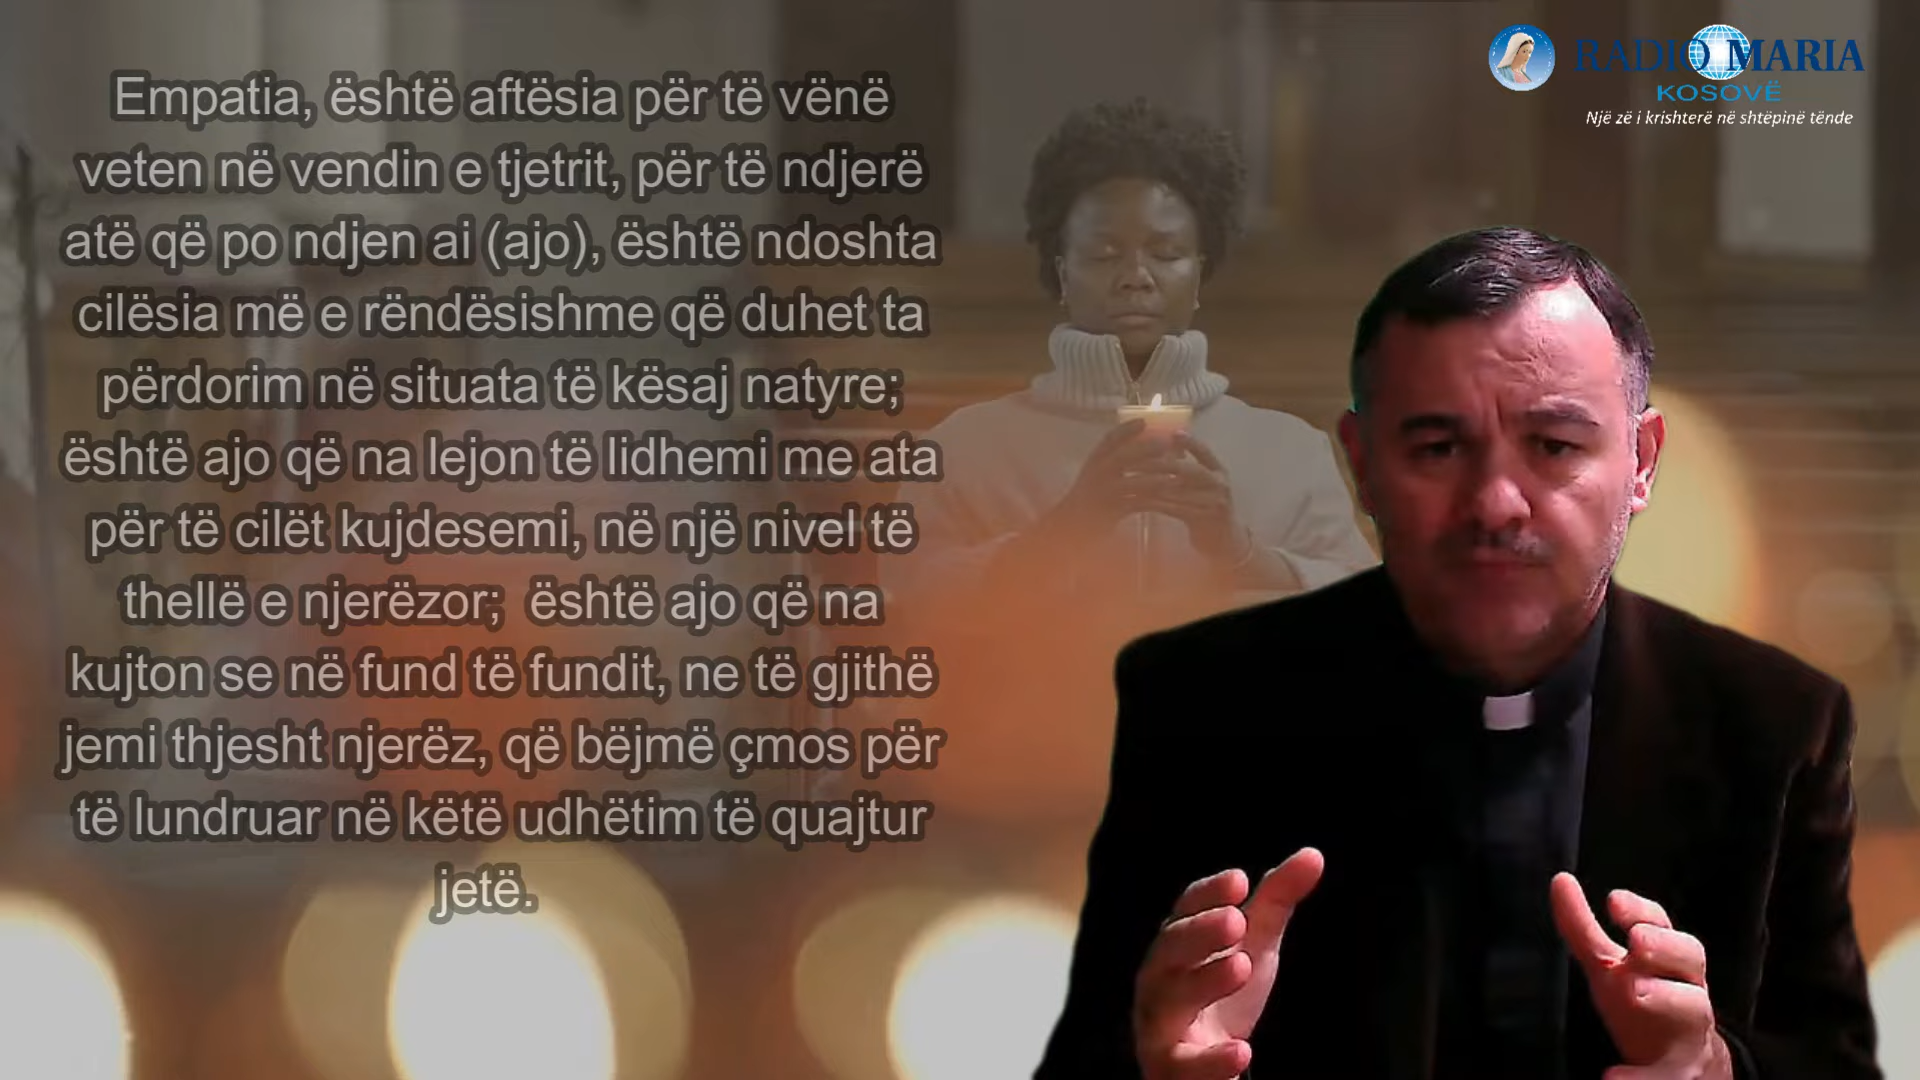 Empatia, është aftësia për të vënë
veten në vendin e tjetrit, për të ndjerë
atë që po ndjen ai (ajo), është ndoshta
cilësia më e rëndësishme që duhet ta
përdorim në situata të kësaj natyre;
është ajo që na lejon të lidhemi me ata
për të cilët kujdesemi, në një nivel të
thellë e njerëzor;  është ajo që na
kujton se në fund të fundit, ne të gjithë
jemi thjesht njerëz, që bëjmë çmos për
të lundruar në këtë udhëtim të quajtur
jetë.
RADIO MARIA
KOSOVË
Një zë i krishterë në shtëpinë tënde